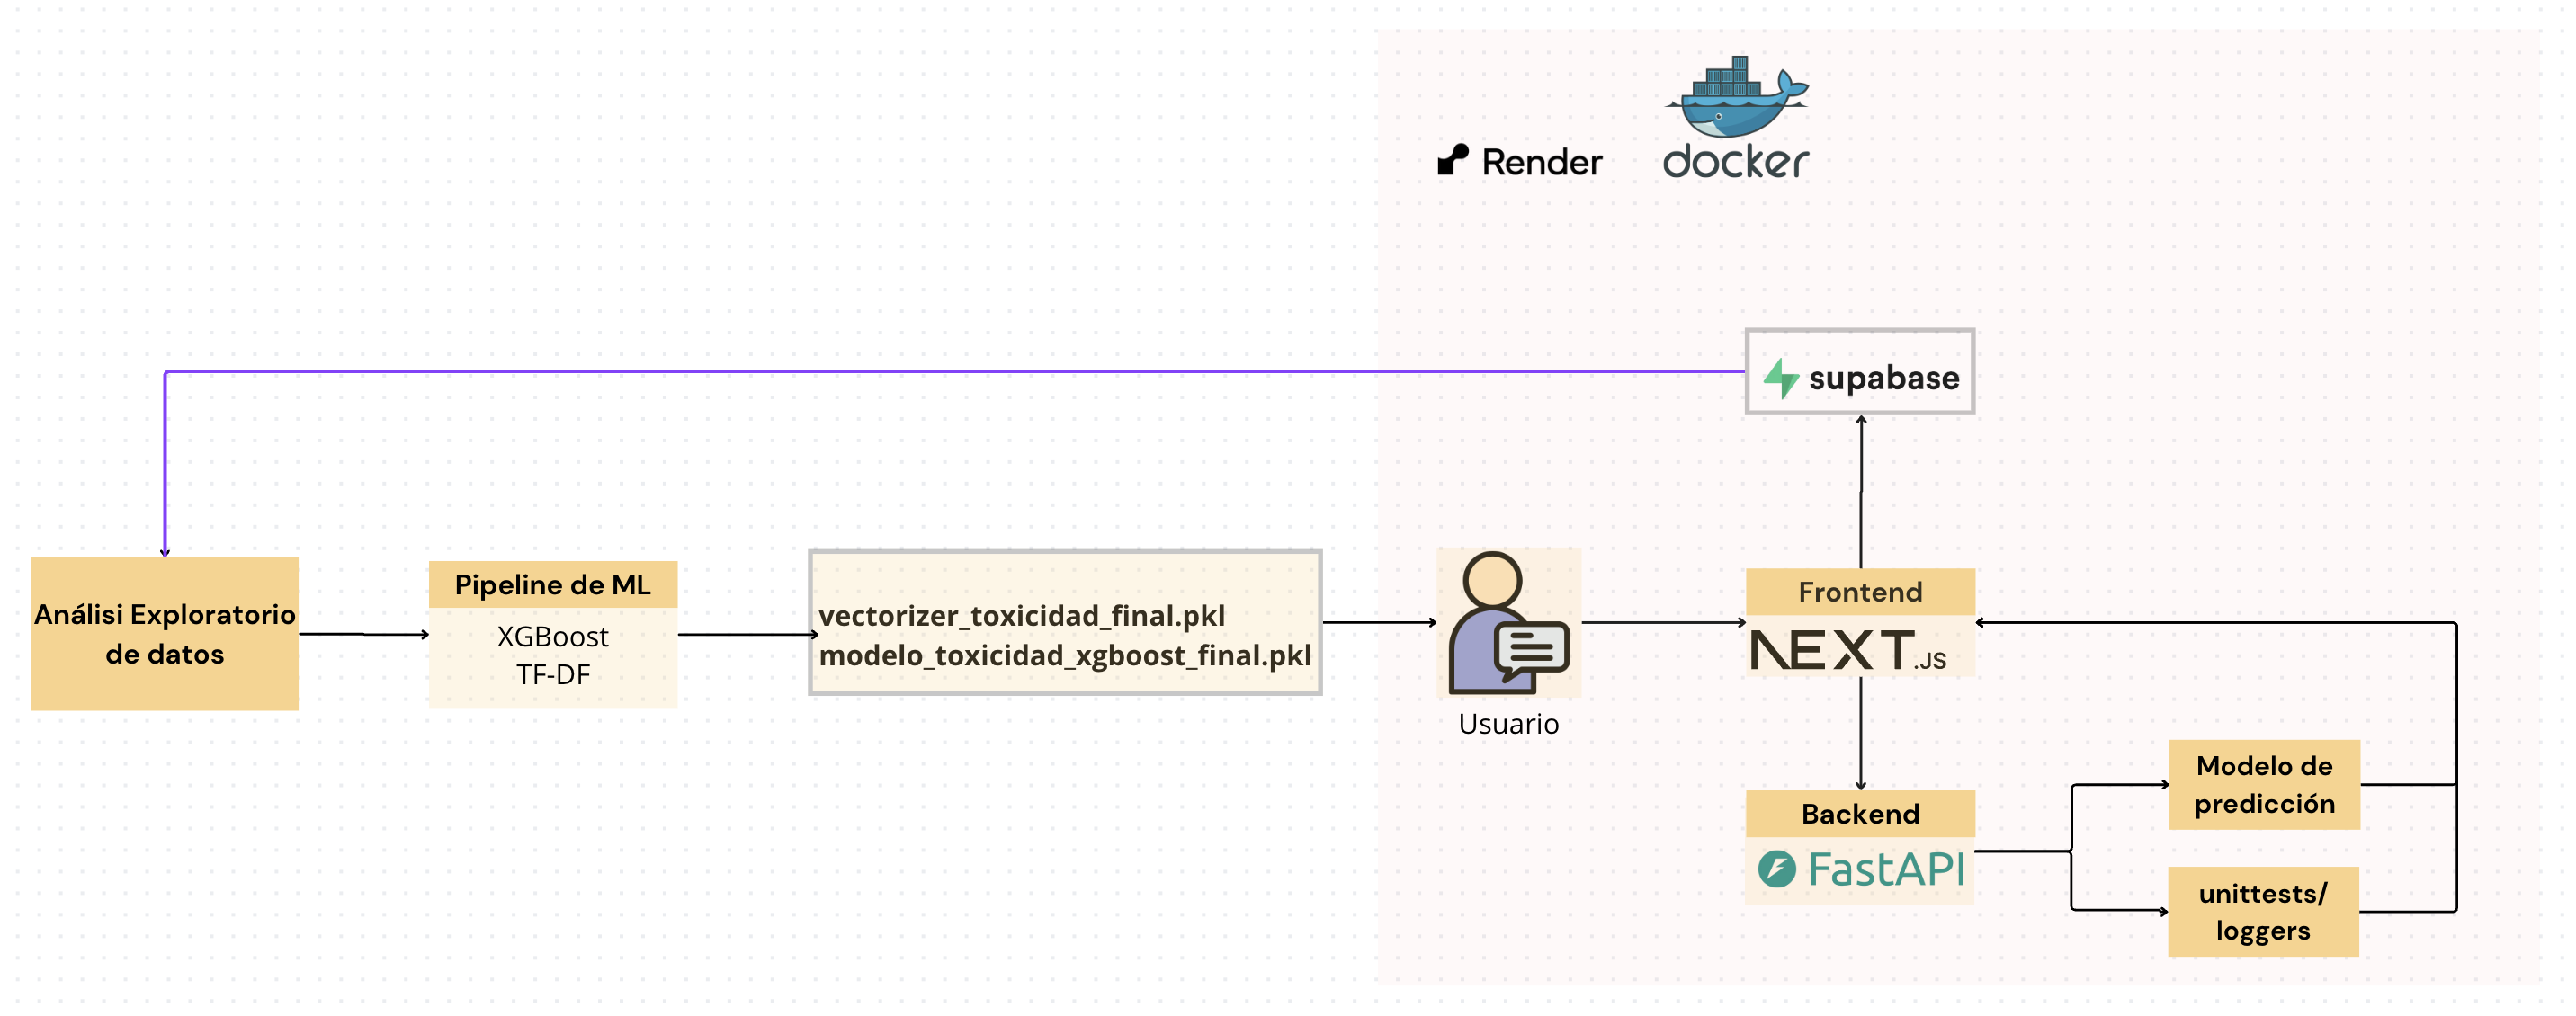 Render
docker
supabase
Análisi Exploratorio
de datos
Pipeline de ML
XGBoost
TF-DF
vectorizer_toxicidad_final.pkl
modelo_toxicidad_xgboost_final.pkl
Usuario
Frontend
NEXT.JS
Backend
FastAPI
Modelo de
predicción
unittests/
loggers